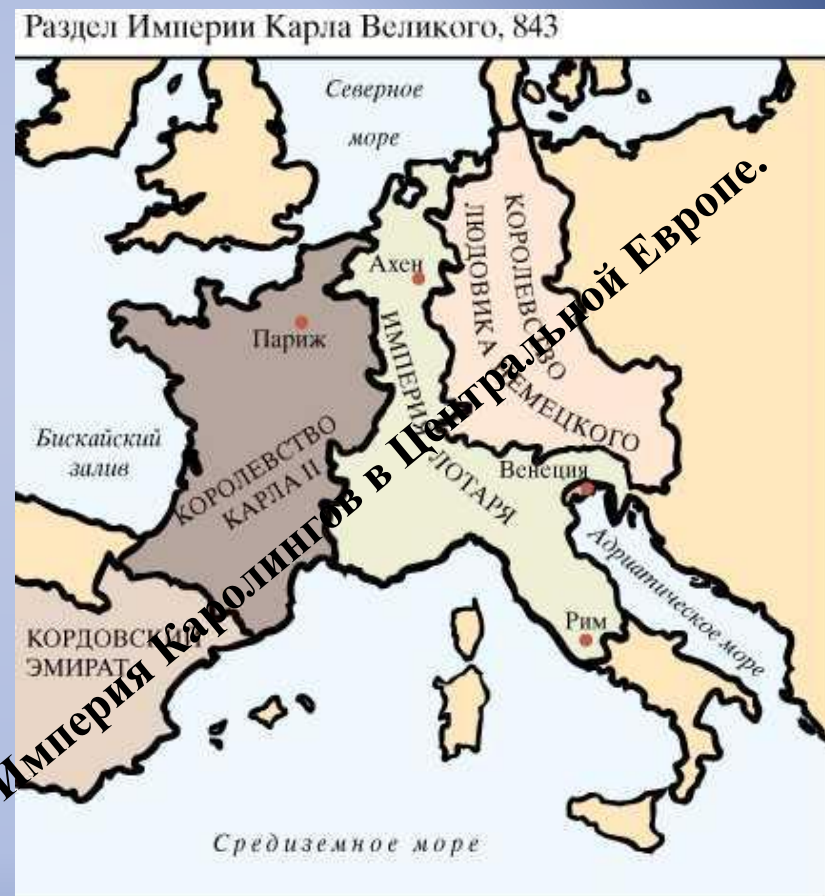 Раздел Империи Карла Великого, 843
Северное
море
КОРОЛЕВСТВО
ЛЮДОВИКА НЕМЕЦКОГО
Ахен
Париж
ИМПЕРИЯ ЛОТАРЯ
Бискайский
залив
КОРОЛЕВСТВО
КАРЛА II
Венеция
Адриатическое море
Рим
КОРДОВСКИЙ
ЭМИРАТ
Средиземное море
Империя Каролингов в Центральной Европе.